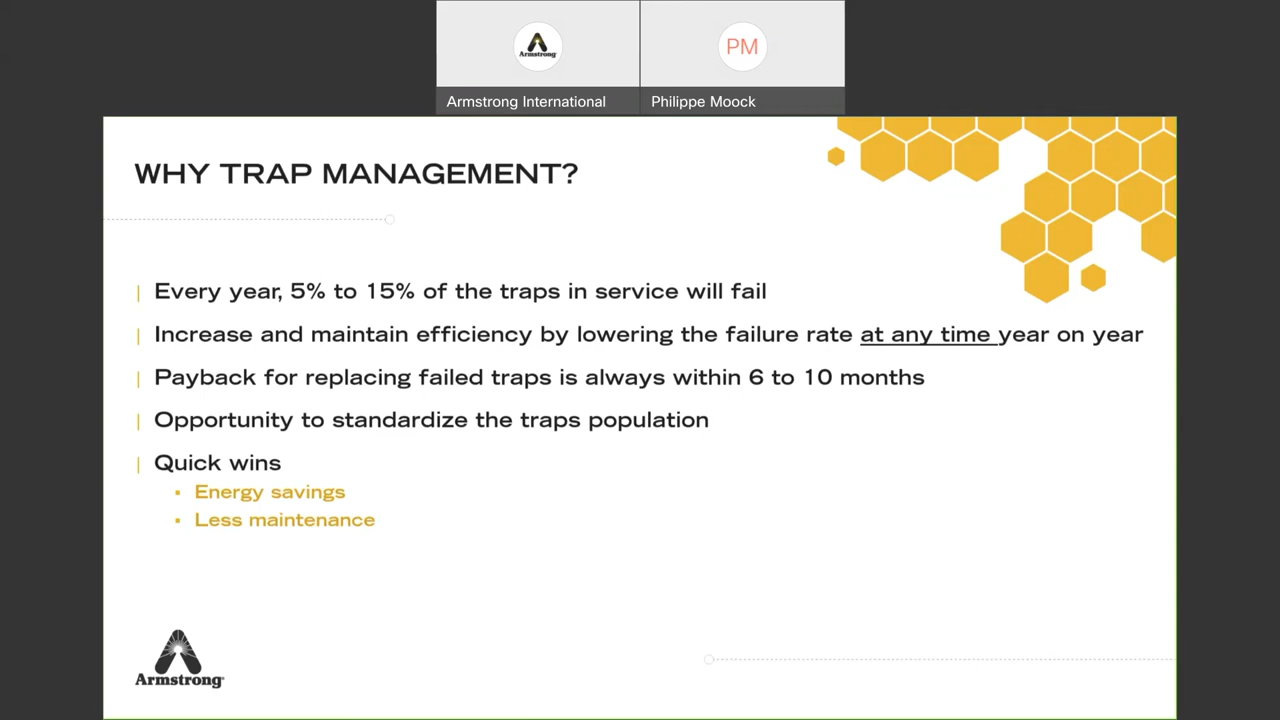 Armstrong
PM
Armstrong International
Philippe Moock
WHY TRAP MANAGEMENT?
Every year, 5% to 15% of the traps in service will fail
Increase and maintain efficiency by lowering the failure rate at any time year on year
Payback for replacing failed traps is always within 6 to 10 months
Opportunity to standardize the traps population
Quick wins
Energy savings
Less maintenance
Armstrong